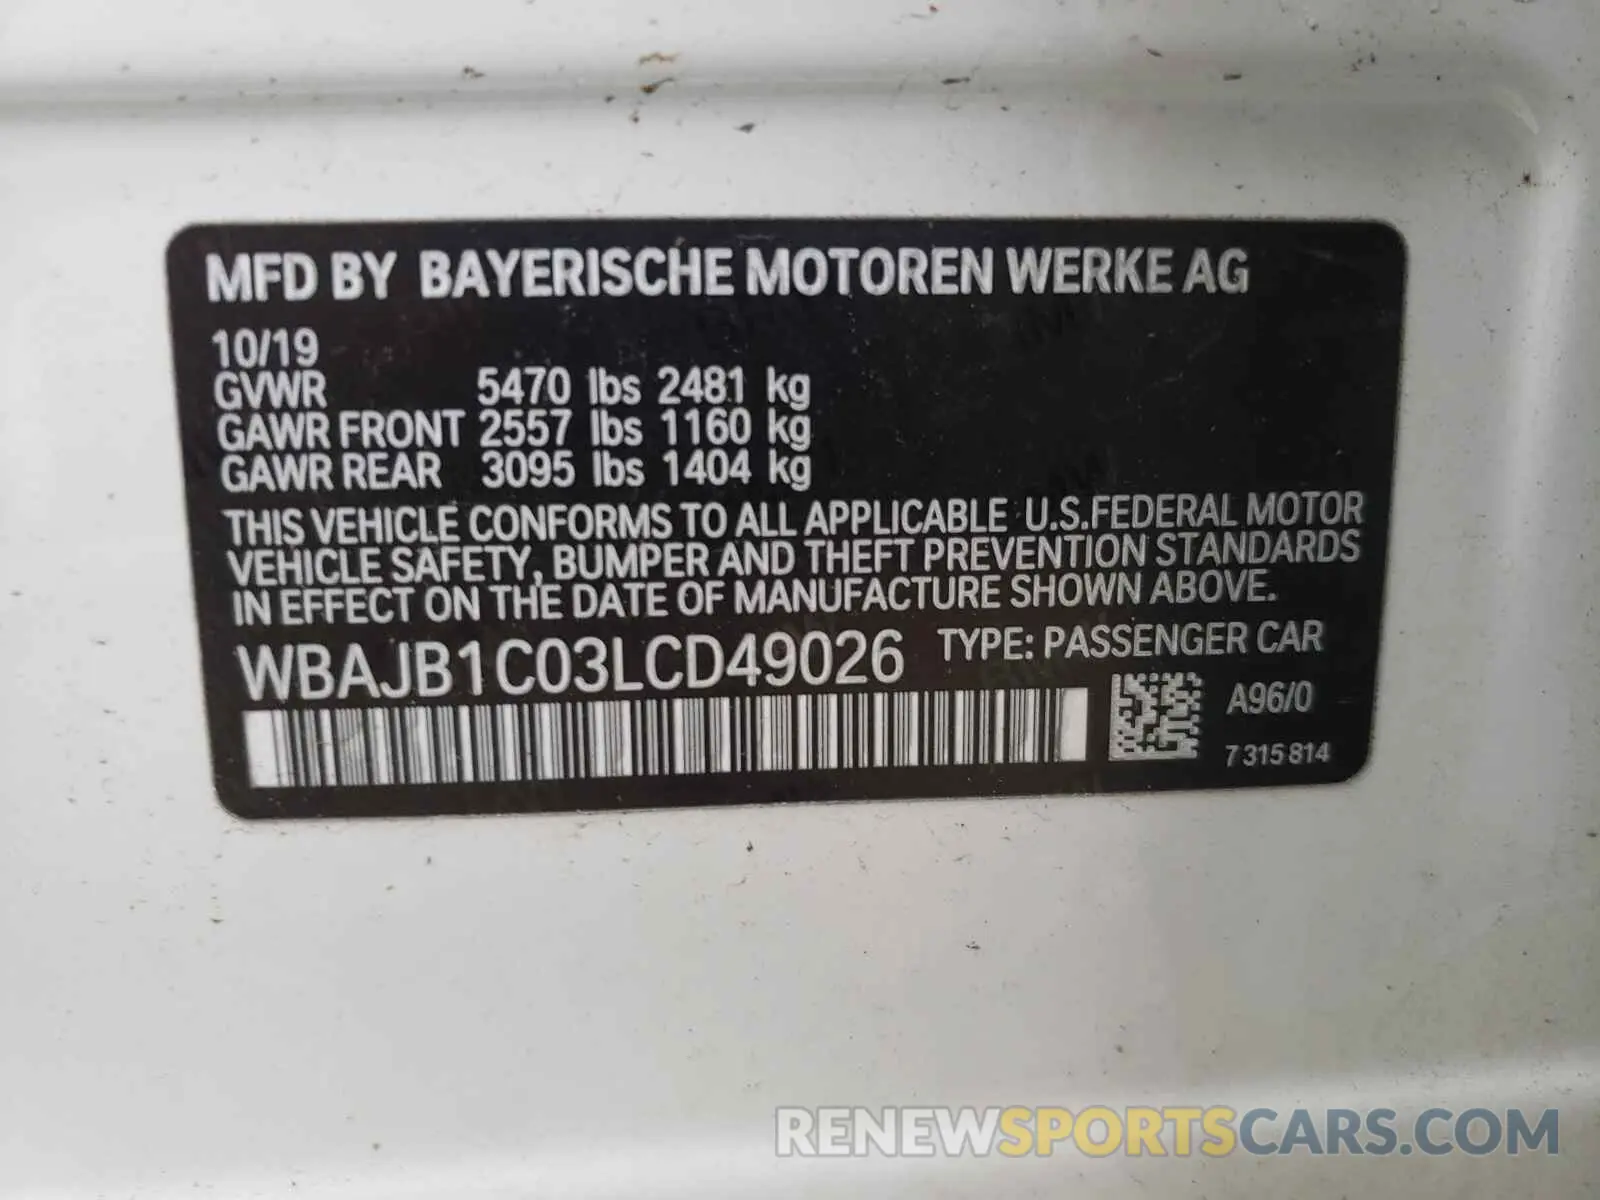 MFD BY BAYERISCHE MOTOREN WERKE AG
10/19
GVWR 5470 lbs 2481 kg
GAWR FRONT 2557 lbs 1160 kg
GAWR REAR 3095 lbs 1404 kg
THIS VEHICLE CONFORMS TO ALL APPLICABLE U.S.FEDERAL MOTOR
VEHICLE SAFETY, BUMPER AND THEFT PREVENTION STANDARDS
IN EFFECT ON THE DATE OF MANUFACTURE SHOWN ABOVE.
WBAJB1C03LCD49026 TYPE: PASSENGER CAR
A96/0
7 315 814
RENEWSPORTSCARS.COM